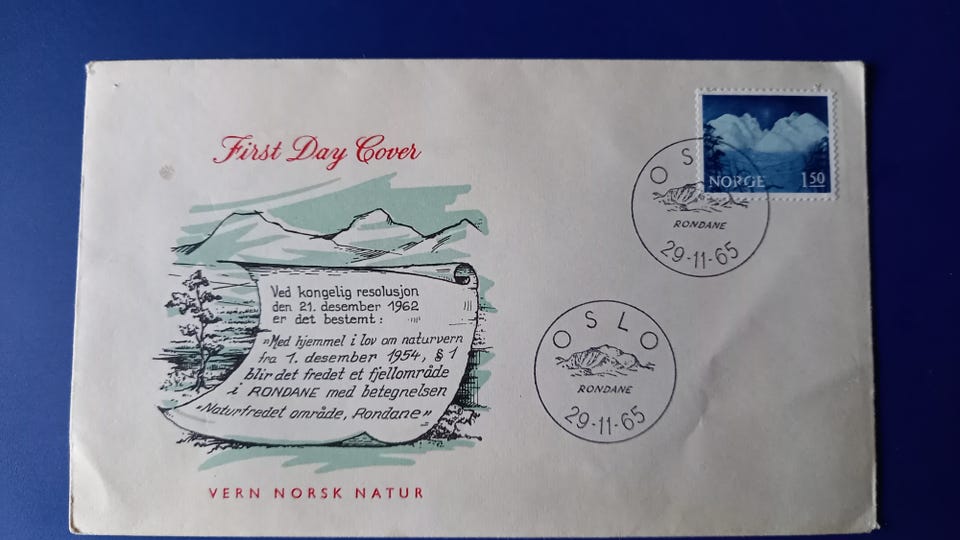 First Day Cover
Ved kongelig resolusjon
den 21. desember 1962
er det bestemt:
»Med hjemmel i lov om naturvern
fra 1. desember 1954, § 1
blir det fredet et fjellområde
i RONDANE med betegnelsen
»Naturfredet område, Rondane»
VERN NORSK NATUR
NORGE 1 50
OS
RONDANE
29-11-65
OSLO
RONDANE
29-11-65